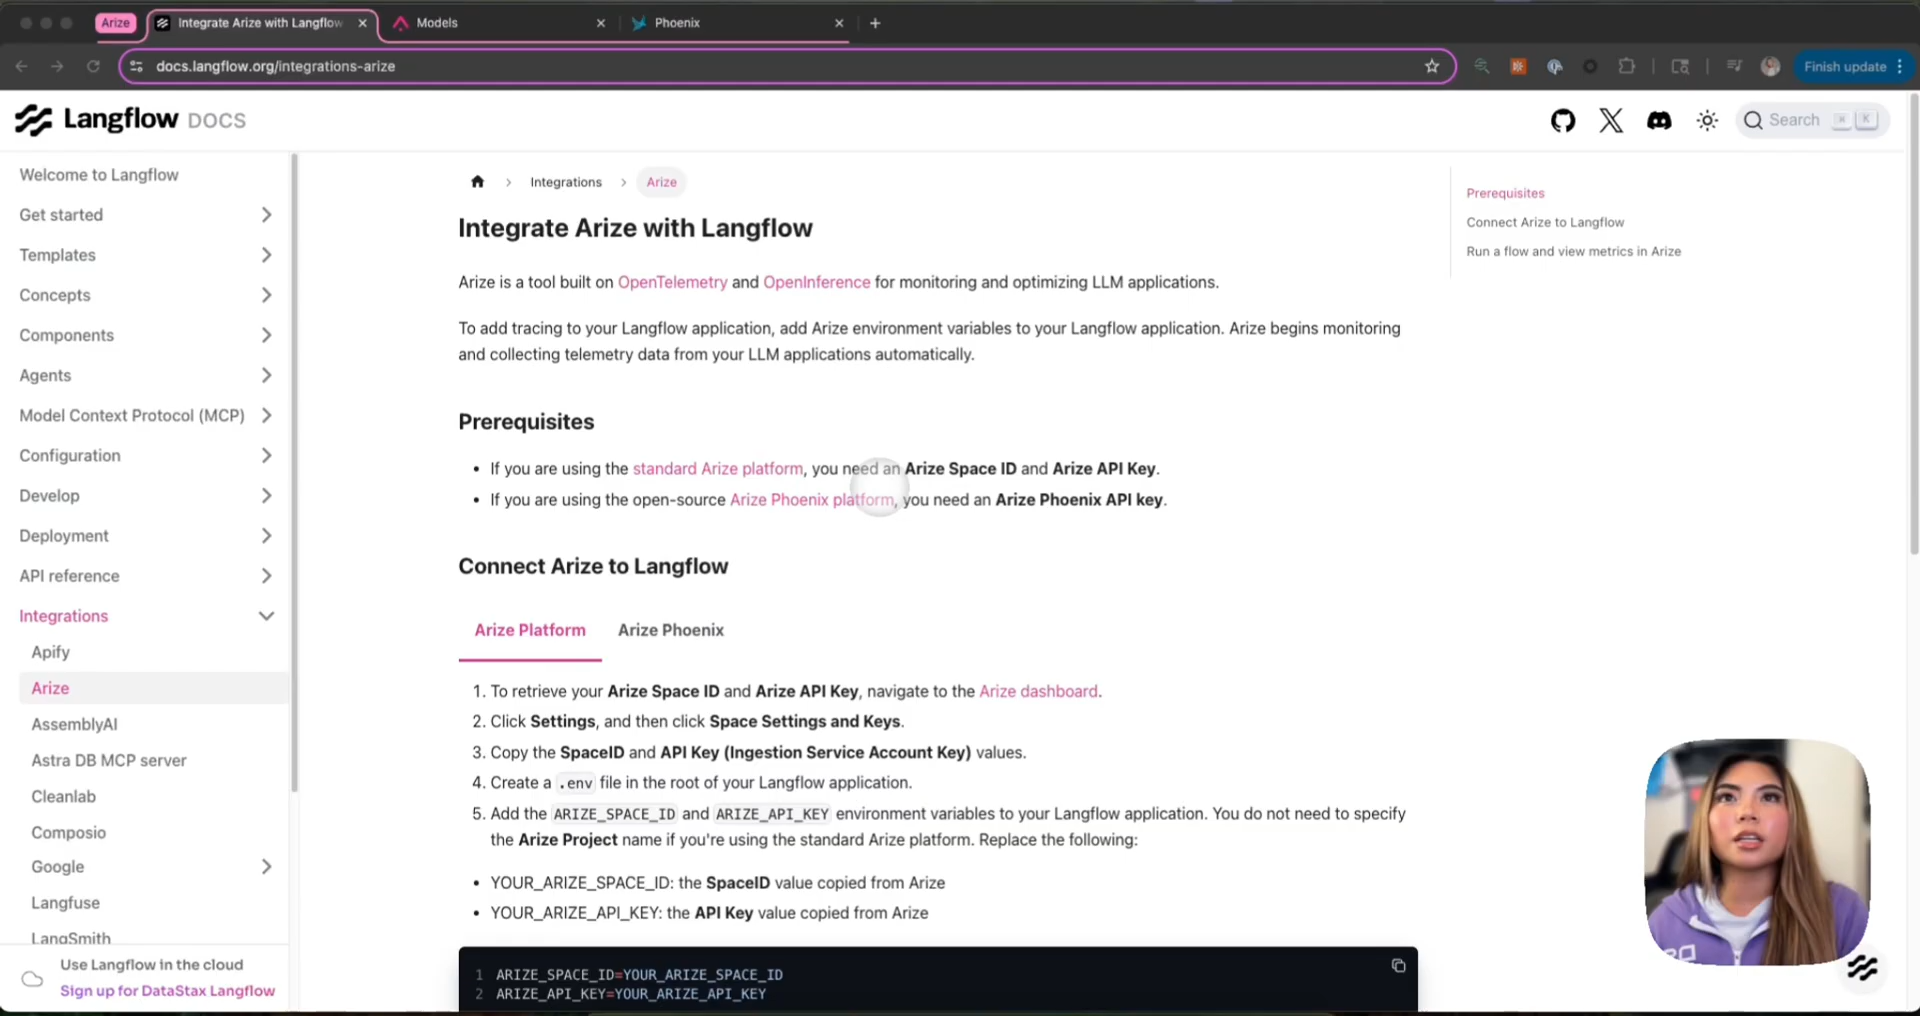 Arize
Integrate Arize with Langflow
Models
Phoenix
docs.langflow.org/integrations-arize
Finish update
Langflow DOCS
Search
K
Welcome to Langflow
Get started
Templates
Concepts
Components
Agents
Model Context Protocol (MCP)
Configuration
Develop
Deployment
API reference
Integrations
Apify
Arize
AssemblyAI
Astra DB MCP server
Cleanlab
Composio
Google
Langfuse
LangSmith
Use Langflow in the cloud
Sign up for DataStax Langflow
Integrations
Arize
Integrate Arize with Langflow
Arize is a tool built on OpenTelemetry and OpenInference for monitoring and optimizing LLM applications.
To add tracing to your Langflow application, add Arize environment variables to your Langflow application. Arize begins monitoring
and collecting telemetry data from your LLM applications automatically.
Prerequisites
• If you are using the standard Arize platform, you need an Arize Space ID and Arize API Key.
• If you are using the open-source Arize Phoenix platform, you need an Arize Phoenix API key.
Connect Arize to Langflow
Arize Platform
Arize Phoenix
1. To retrieve your Arize Space ID and Arize API Key, navigate to the Arize dashboard.
2. Click Settings, and then click Space Settings and Keys.
3. Copy the SpaceID and API Key (Ingestion Service Account Key) values.
4. Create a .env file in the root of your Langflow application.
5. Add the ARIZE_SPACE_ID and ARIZE_API_KEY environment variables to your Langflow application. You do not need to specify
the Arize Project name if you're using the standard Arize platform. Replace the following:
• YOUR_ARIZE_SPACE_ID: the SpaceID value copied from Arize
• YOUR_ARIZE_API_KEY: the API Key value copied from Arize
1 ARIZE_SPACE_ID=YOUR_ARIZE_SPACE_ID
2 ARIZE_API_KEY=YOUR_ARIZE_API_KEY
Prerequisites
Connect Arize to Langflow
Run a flow and view metrics in Arize